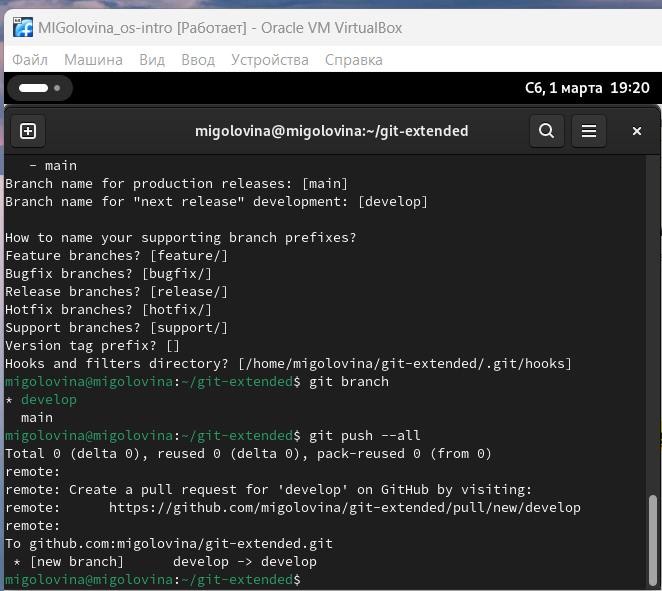 MIGolovina_os-intro [Работает] - Oracle VM VirtualBox
Файл Машина Вид Ввод Устройства Справка
Сб, 1 марта 19:20
migolovina@migolovina:~/git-extended
- main
Branch name for production releases: [main]
Branch name for "next release" development: [develop]
How to name your supporting branch prefixes?
Feature branches? [feature/]
Bugfix branches? [bugfix/]
Release branches? [release/]
Hotfix branches? [hotfix/]
Support branches? [support/]
Version tag prefix? []
Hooks and filters directory? [/home/migolovina/git-extended/.git/hooks]
migolovina@migolovina:~/git-extended$ git branch
* develop
main
migolovina@migolovina:~/git-extended$ git push --all
Total 0 (delta 0), reused 0 (delta 0), pack-reused 0 (from 0)
remote:
remote: Create a pull request for 'develop' on GitHub by visiting:
remote:      https://github.com/migolovina/git-extended/pull/new/develop
remote:
To github.com:migolovina/git-extended.git
* [new branch]      develop -> develop
migolovina@migolovina:~/git-extended$